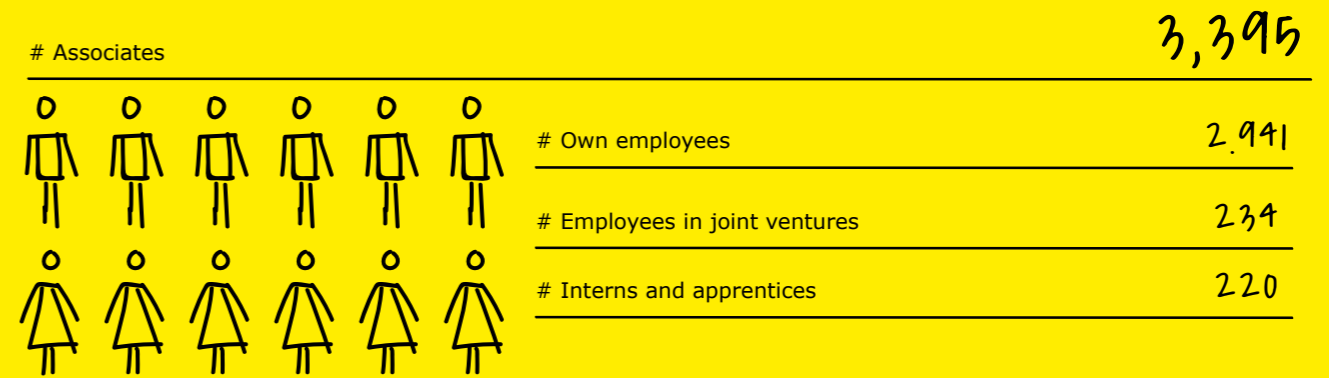 # Associates 3,395
# Own employees 2.941
# Employees in joint ventures 234
# Interns and apprentices 220